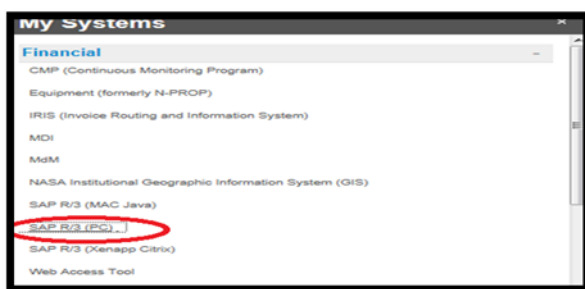 My Systems
Financial
CMP (Continuous Monitoring Program)
Equipment (formerly N-PROP)
IRIS (Invoice Routing and Information System)
MDI
MdM
NASA Institutional Geographic Information System (GIS)
SAP R/3 (MAC Java)
SAP R/3 (PC)
SAP R/3 (Xenapp Citrix)
Web Access Tool